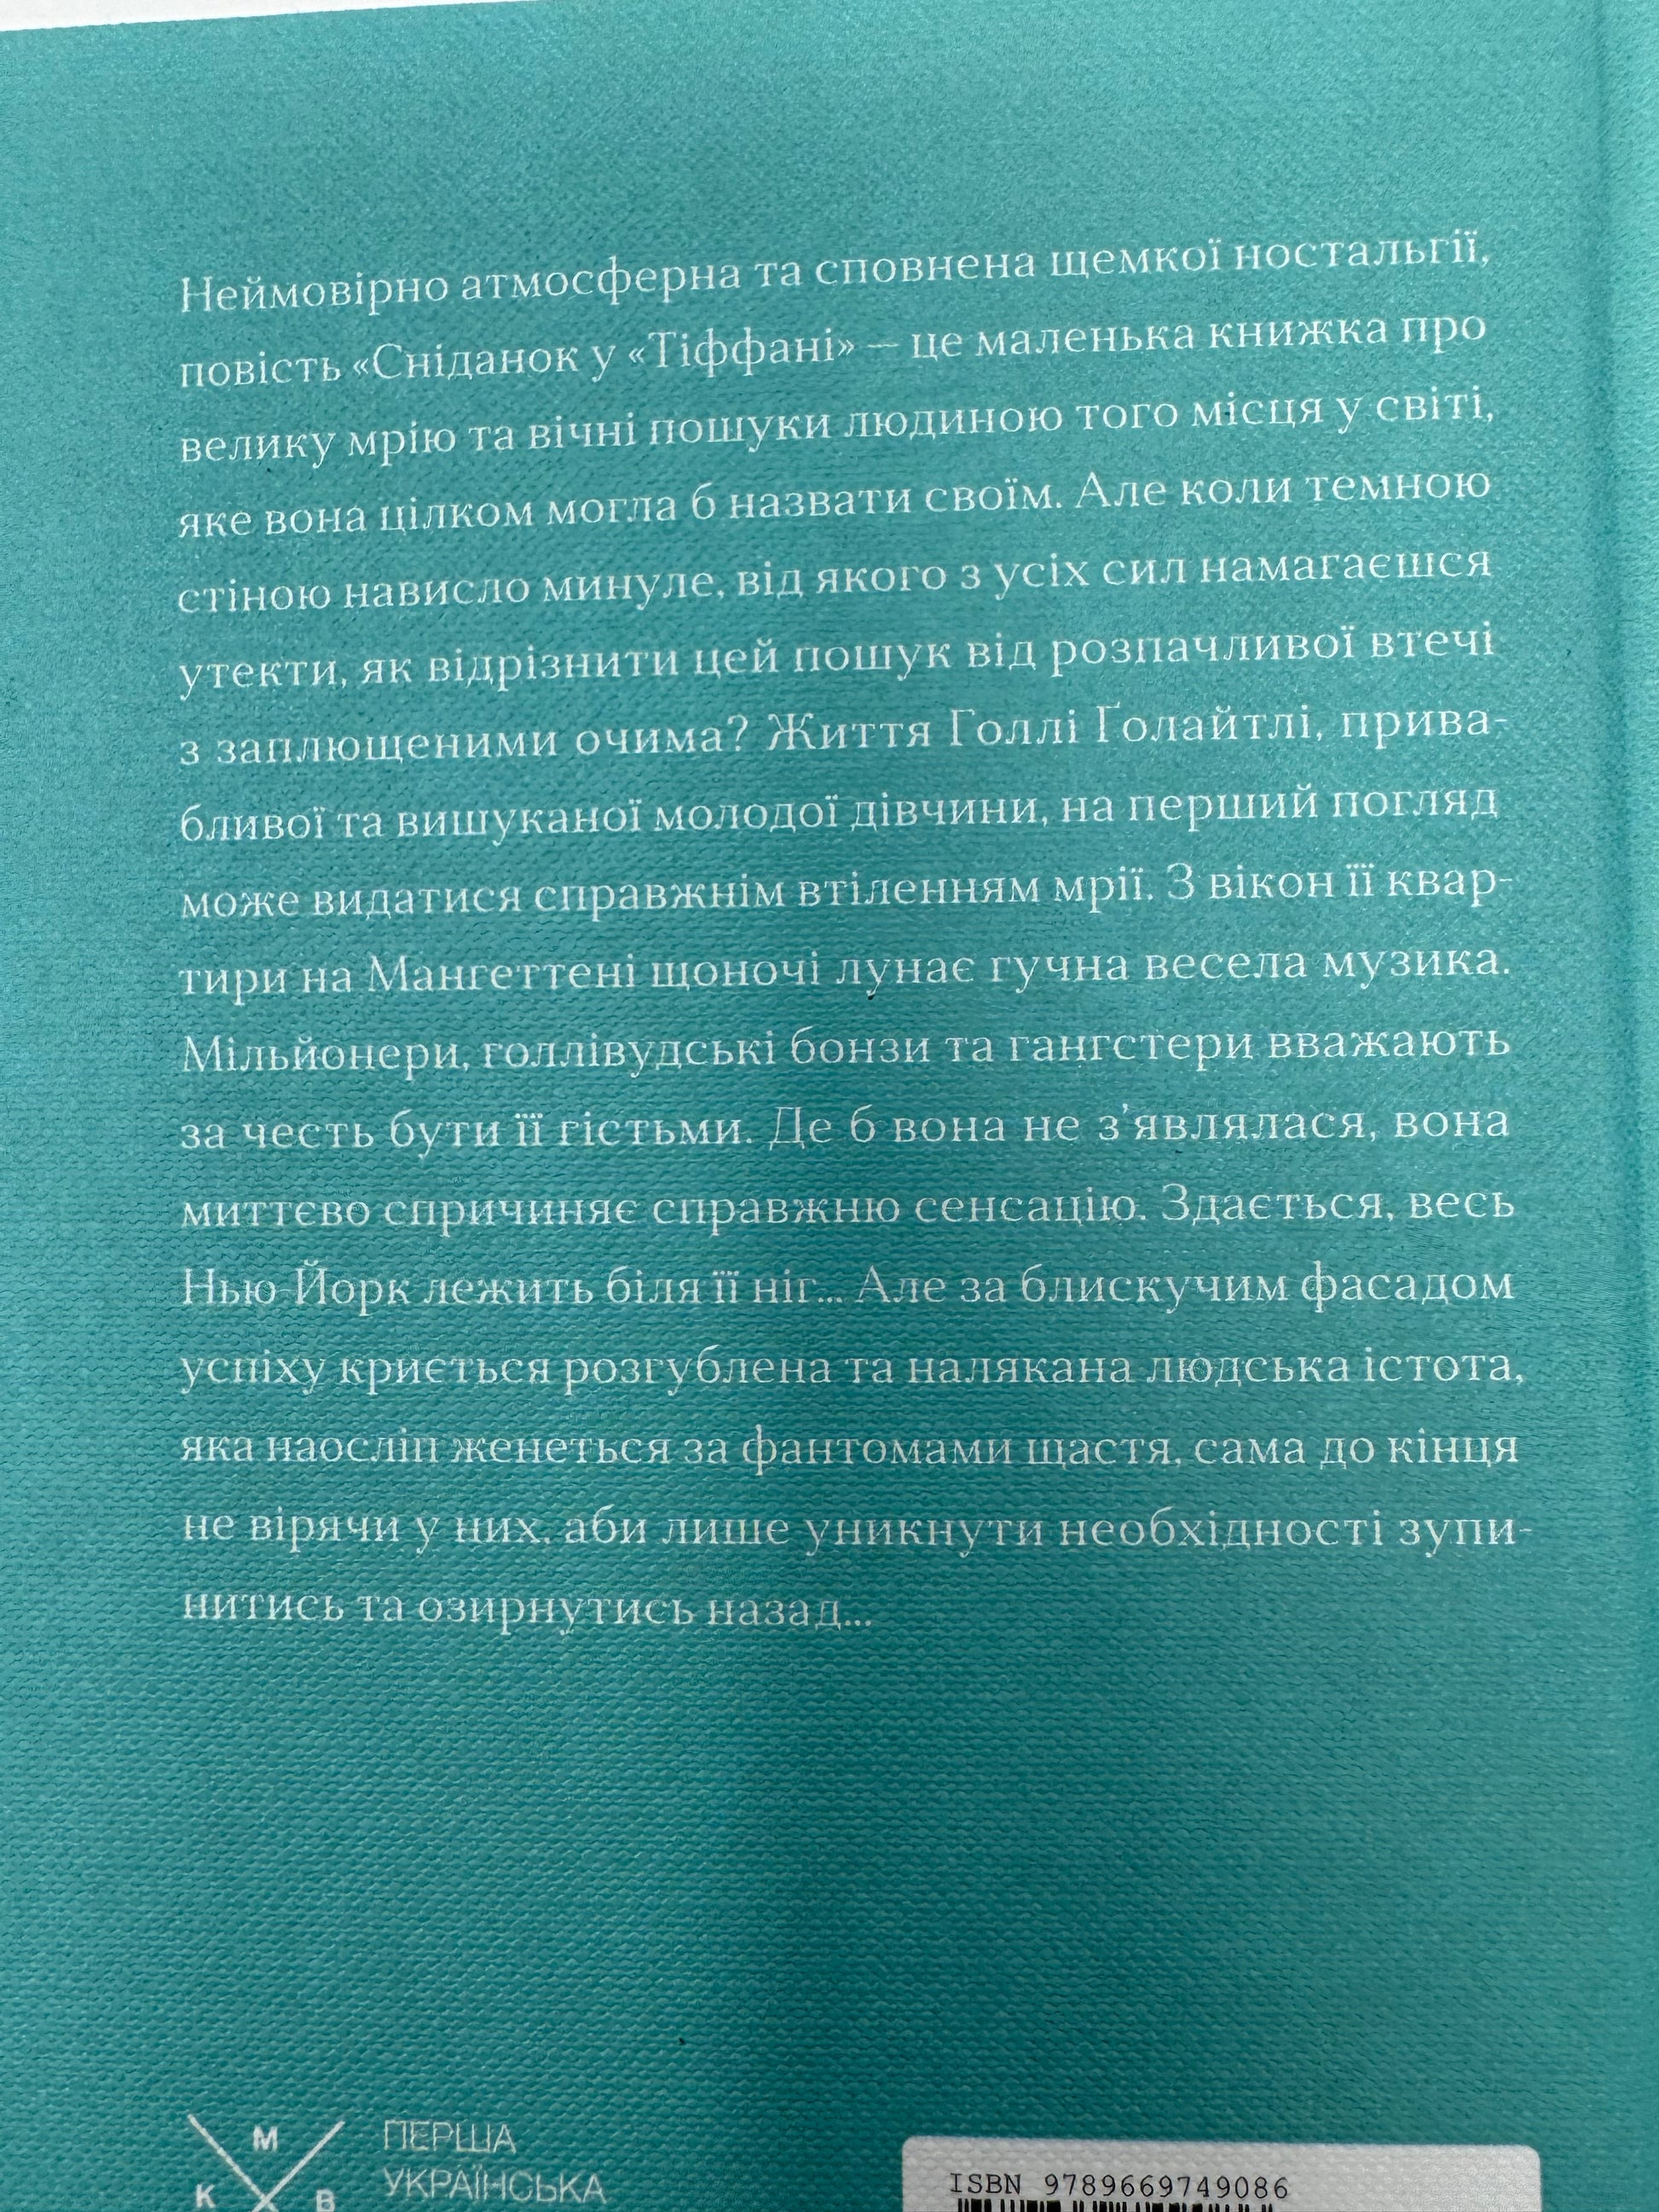 Неймовірно атмосферна та сповнена щемкої ностальгії,
повість «Сніданок у «Тіффані» – це маленька книжка про
велику мрію та вічні пошуки людиною того місця у світі,
яке вона цілком могла б назвати своїм. Але коли темною
стіною нависло минуле, від якого з усіх сил намагаєшся
утекти, як відрізнити цей пошук від розпачливої втечі
з заплющеними очима? Життя Голлі Ґолайтлі, прива-
бливої та вишуканої молодої дівчини, на перший погляд
може видатися справжнім втіленням мрії. З вікон її квар-
тири на Мангеттені щоночі лунає гучна весела музика.
Мільйонери, голлівудські бонзи та гангстери вважають
за честь бути її гістьми. Де б вона не з'являлася, вона
миттєво спричиняє справжню сенсацію. Здається, весь
Нью-Йорк лежить біля її ніг... Але за блискучим фасадом
успіху криється розгублена та налякана людська істота,
яка наосліп женеться за фантомами щастя, сама до кінця
не вірячи у них, аби лише уникнути необхідності зупи-
нитись та озирнутись назад...
М
К В
ПЕРША
УКРАЇНСЬКА
ISBN 9789669749086